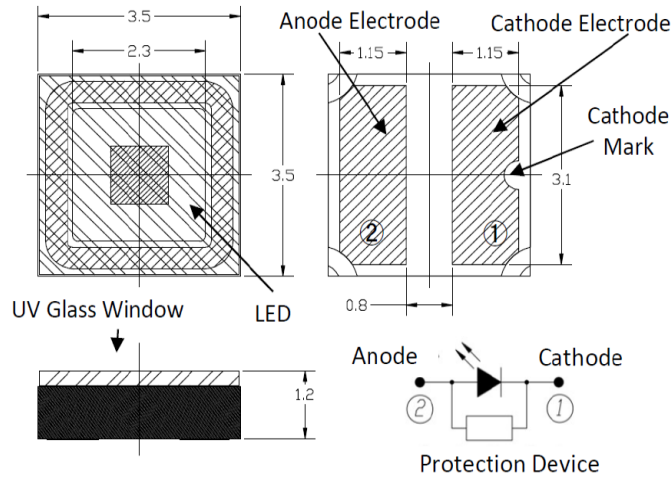 3.5
2.3
3.5
LED
Anode Electrode
Cathode Electrode
1.15
1.15
Cathode
Mark
3.1
②
①
0.8
UV Glass Window
1.2
Anode
Cathode
②
①
Protection Device